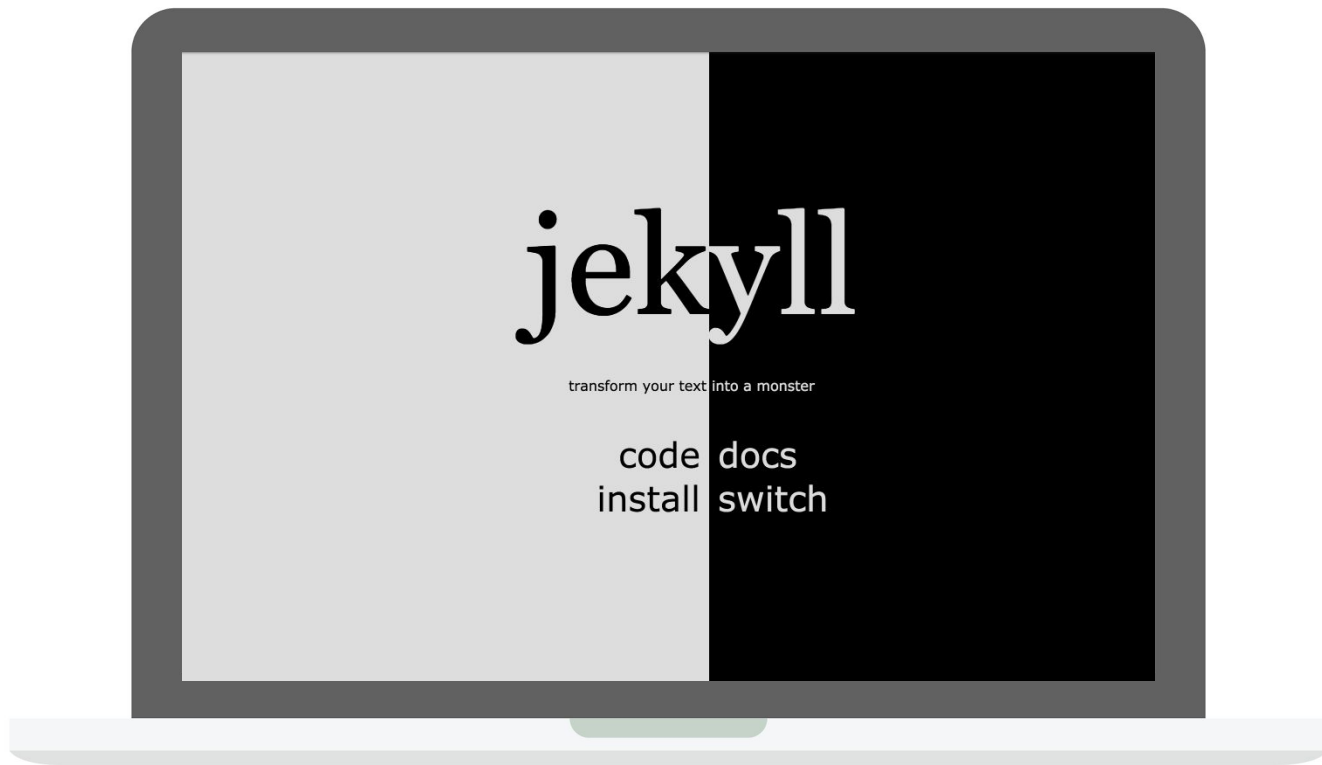 jekyll
transform your text into a monster
code docs
install switch